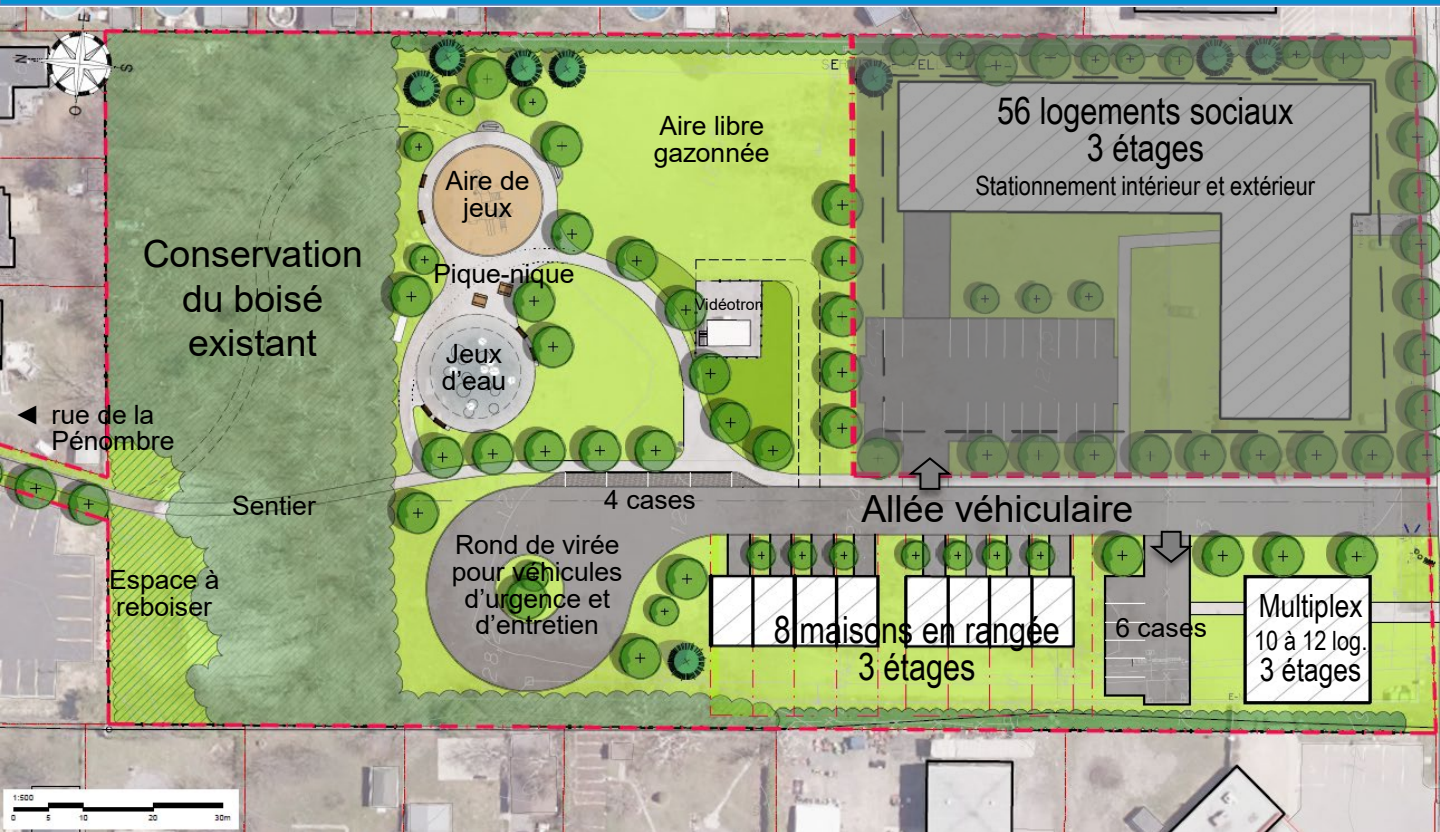 E
N
S
O
SE
EL
56 logements sociaux
3 étages
Stationnement intérieur et extérieur
Aire libre
gazonnée
Aire de
jeux
Conservation
du boisé
existant
Pique-nique
Vidéotron
Jeux
d'eau
◄ rue de la
Pénombre
Sentier
4 cases
Allée véhiculaire
Rond de virée
pour véhicules
d'urgence et
d'entretien
Espace à
reboiser
8 maisons en rangée
3 étages
6 cases
Multiplex
10 à 12 log.
3 étages
1:500
0 5 10 20 30m